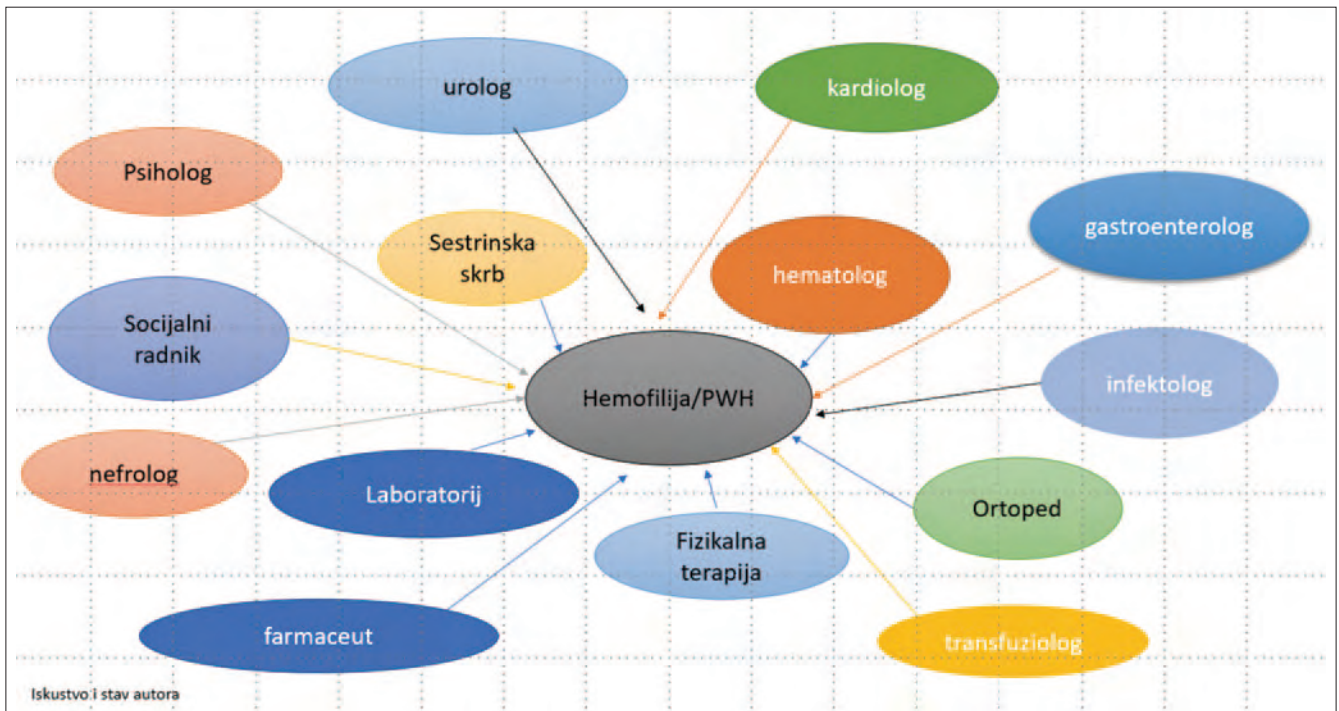 urolog
kardiolog
Psiholog
Sestrinska
skrb
hematolog
gastroenterolog
Socijalni
radnik
Hemofilija/PWH
infektolog
nefrolog
Laboratorij
Fizikalna
terapija
Ortoped
farmaceut
transfuziolog
Iskustvo i stav autora